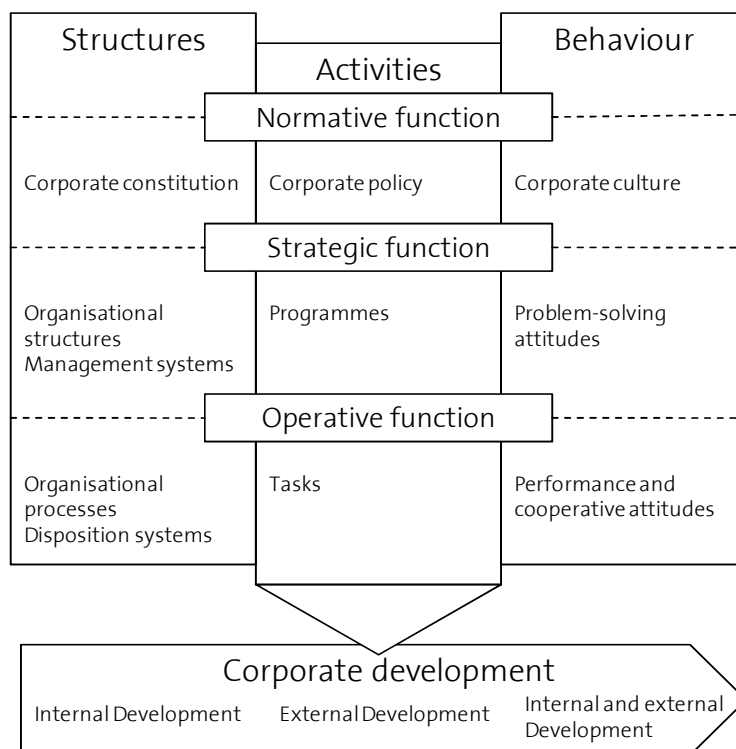 Structures
Activities
Behaviour
Normative function
Corporate constitution
Corporate policy
Corporate culture
Strategic function
Organisational
structures
Management systems
Programmes
Problem-solving
attitudes
Operative function
Organisational
processes
Disposition systems
Tasks
Performance and
cooperative attitudes
Corporate development
Internal Development
External Development
Internal and external
Development